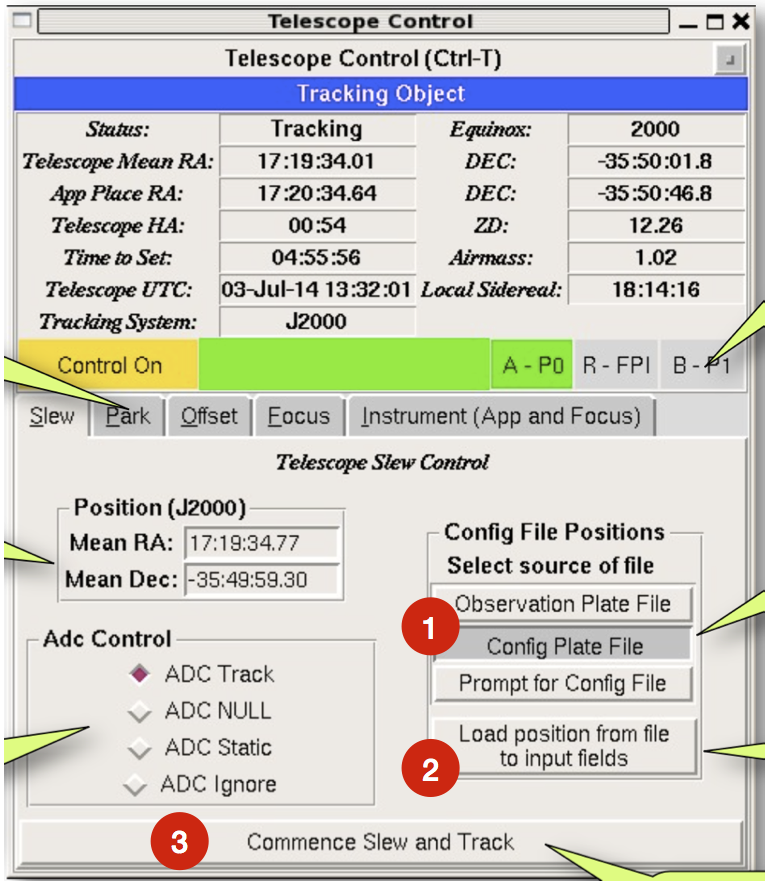 Telescope Control
Telescope Control (Ctrl-T)
Tracking Object
Status: Tracking Equinox: 2000
Telescope Mean RA: 17:19:34.01 DEC: -35:50:01.8
App Place RA: 17:20:34.64 DEC: -35:50:46.8
Telescope HA: 00:54 ZD: 12.26
Time to Set: 04:55:56 Airmass: 1.02
Telescope UTC: 03-Jul-14 13:32:01 Local Sidereal: 18:14:16
Tracking System: J2000
Control On A - P0 R - FPI B - P1
Slew Park Offset Focus Instrument (App and Focus)
Telescope Slew Control
Position (J2000)
Mean RA: 17:19:34.77
Mean Dec: -35:49:59.30
Config File Positions
Select source of file
Observation Plate File
1 Config Plate File
Prompt for Config File
2 Load position from file
to input fields
Adc Control
ADC Track
ADC NULL
ADC Static
ADC Ignore
3 Commence Slew and Track